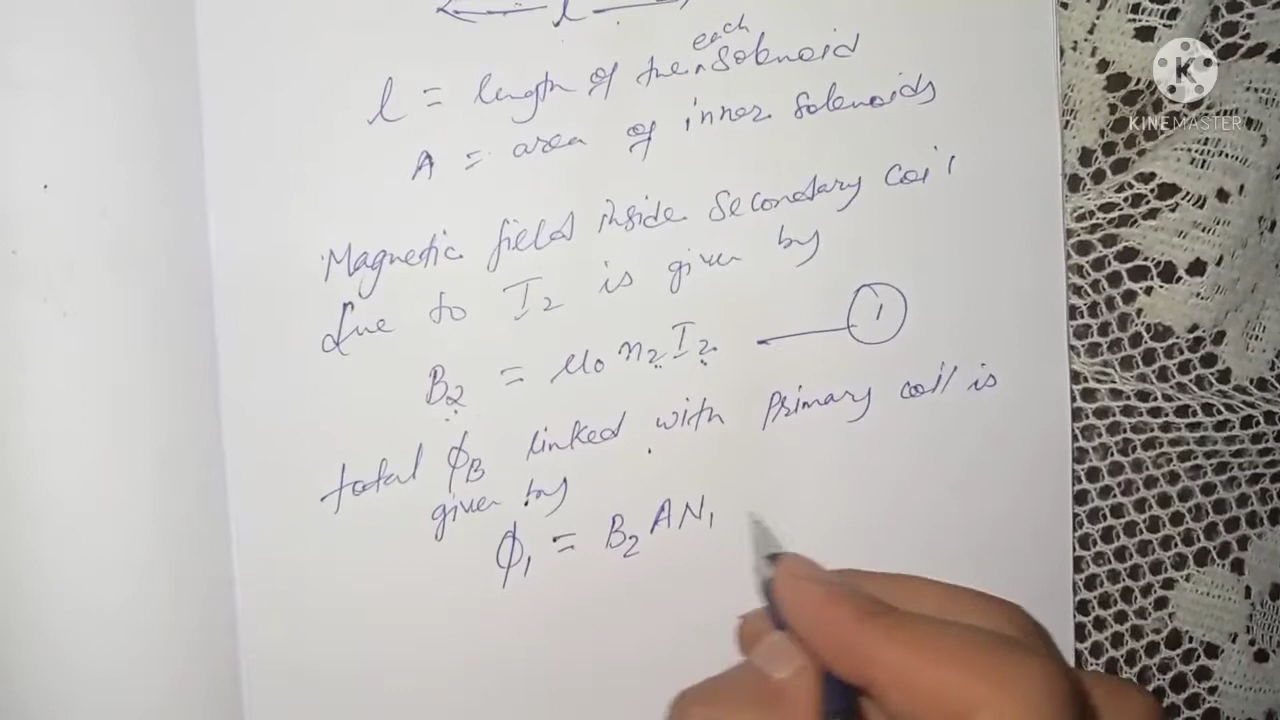 l
l = length of the each solenoid
A = area of inner solenoids
Magnetic field inside secondary coil
due to I₂ is given by
B₂ = μ₀ n₂ I₂ — 1
total ϕB linked with Primary coil is
given by
ϕ₁ = B₂ A N₁
K
KINEMASTER